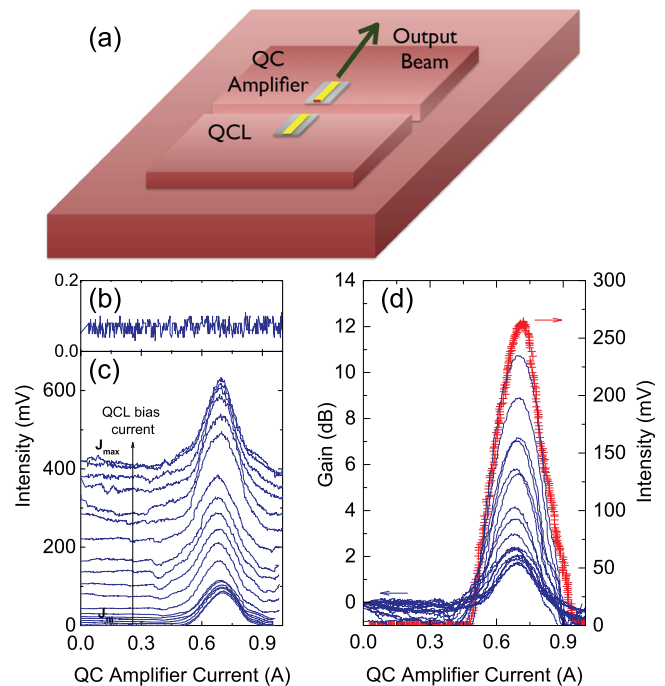 (a)
Output
Beam
QC
Amplifier
QCL
(b)
0.2
0.0
(c)
600
400
200
0
Intensity (mV)
QCL bias
current
Jmax
Jth
0.0 0.3 0.6 0.9
QC Amplifier Current (A)
(d)
14
12
10
8
6
4
2
0
Gain (dB)
300
250
200
150
100
50
0
Intensity (mV)
0.0 0.3 0.6 0.9
QC Amplifier Current (A)